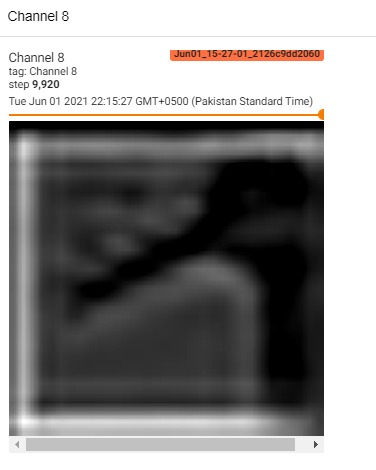 Channel 8
Channel 8
Jun01_15-27-01_2126c9dd2060
tag: Channel 8
step 9,920
Tue Jun 01 2021 22:15:27 GMT+0500 (Pakistan Standard Time)